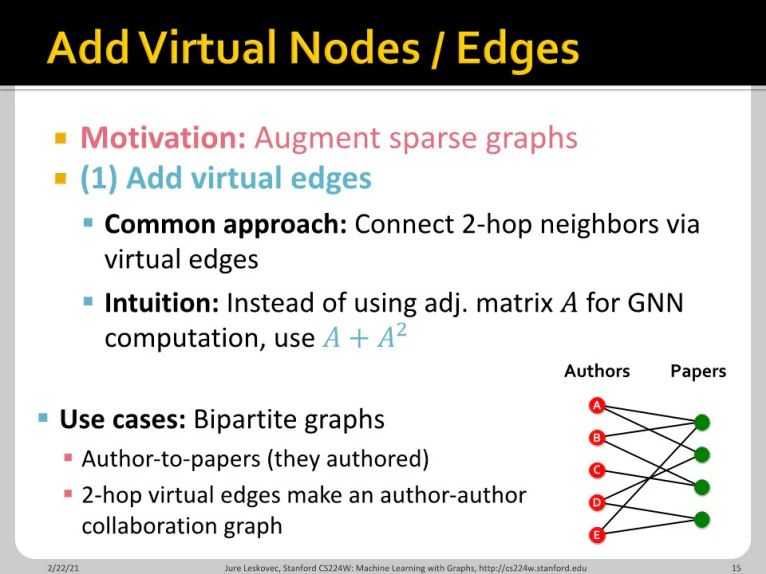 Add Virtual Nodes / Edges
Motivation: Augment sparse graphs
(1) Add virtual edges
Common approach: Connect 2-hop neighbors via
virtual edges
Intuition: Instead of using adj. matrix A for GNN
computation, use A + A²
Authors Papers
Use cases: Bipartite graphs
Author-to-papers (they authored)
2-hop virtual edges make an author-author
collaboration graph
A
B
C
D
E
2/22/21 Jure Leskovec, Stanford CS224W: Machine Learning with Graphs, http://cs224w.stanford.edu 15